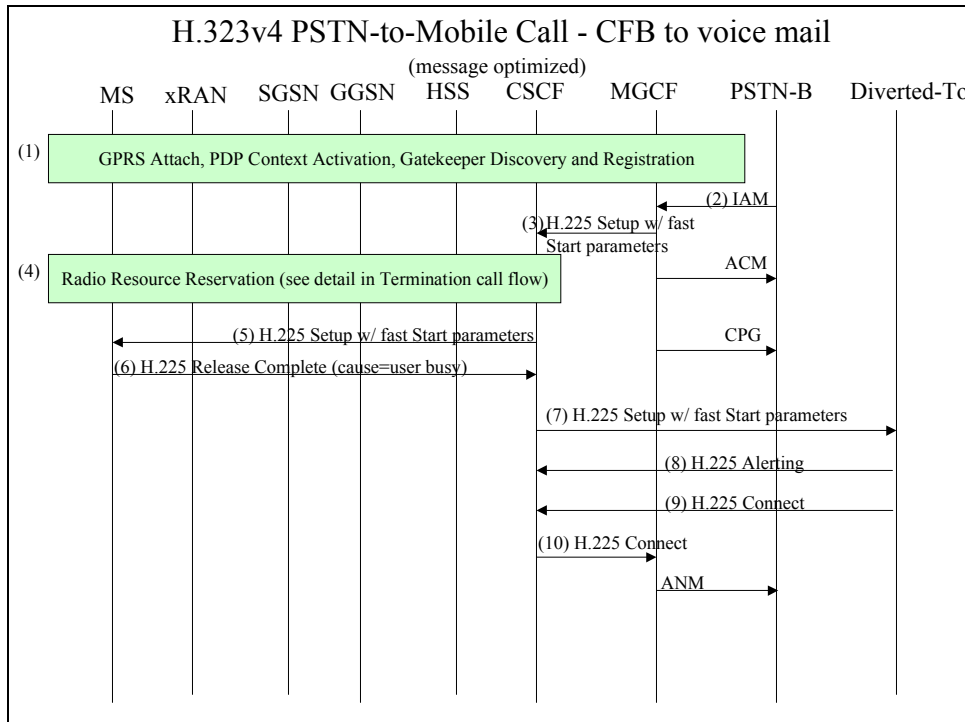 H.323v4 PSTN-to-Mobile Call - CFB to voice mail
(message optimized)
MS xRAN SGSN GGSN HSS CSCF MGCF PSTN-B Diverted-To
(1) GPRS Attach, PDP Context Activation, Gatekeeper Discovery and Registration
(2) IAM
(3) H.225 Setup w/ fast
Start parameters
(4) Radio Resource Reservation (see detail in Termination call flow)
ACM
(5) H.225 Setup w/ fast Start parameters
CPG
(6) H.225 Release Complete (cause=user busy)
(7) H.225 Setup w/ fast Start parameters
(8) H.225 Alerting
(9) H.225 Connect
(10) H.225 Connect
ANM